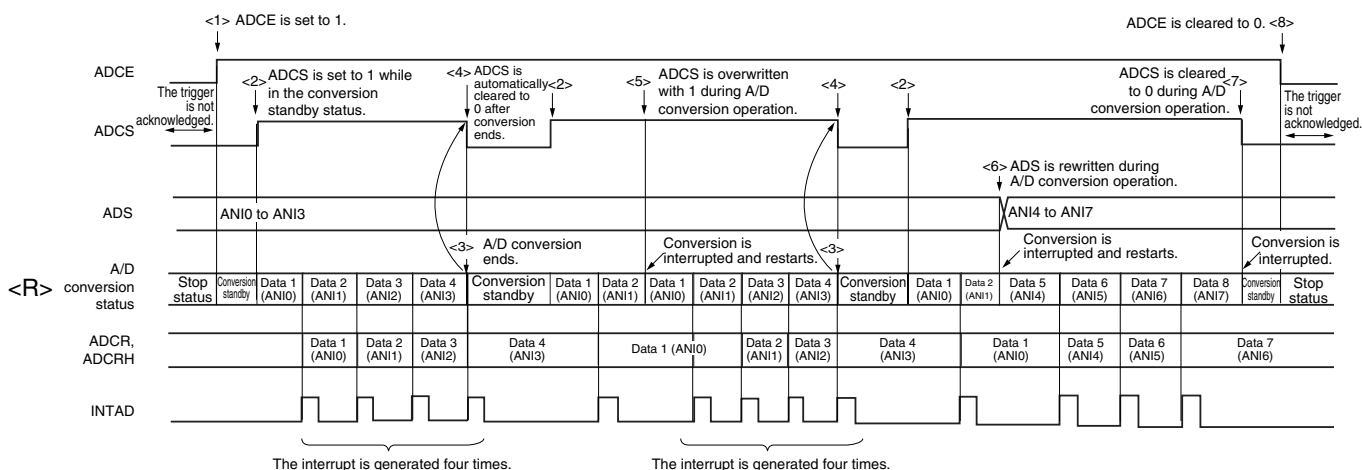 <1> ADCE is set to 1.
ADCE is cleared to 0. <8>
ADCE
The trigger
is not
acknowledged.
<2> ADCS is set to 1 while
in the conversion
standby status.
<4> ADCS is
automatically
cleared to
0 after
conversion
ends.
<2>
<5> ADCS is overwritten
with 1 during A/D
conversion operation.
<4>
<2>
ADCS is cleared <7>
to 0 during A/D
conversion operation.
The trigger
is not
acknowledged.
ADCS
<6> ADS is rewritten during
A/D conversion operation.
ADS
ANI0 to ANI3
ANI4 to ANI7
<3> A/D conversion
ends.
Conversion is
interrupted and restarts.
<3>
Conversion is
interrupted and restarts.
Conversion is
interrupted.
<R>
A/D
conversion
status
Stop
status
Conversion
standby
Data 1
(ANI0)
Data 2
(ANI1)
Data 3
(ANI2)
Data 4
(ANI3)
Conversion
standby
Data 1
(ANI0)
Data 2
(ANI1)
Data 1
(ANI0)
Data 2
(ANI1)
Data 3
(ANI2)
Data 4
(ANI3)
Conversion
standby
Data 1
(ANI0)
Data 2
(ANI1)
Data 5
(ANI4)
Data 6
(ANI5)
Data 7
(ANI6)
Data 8
(ANI7)
Conversion
standby
Stop
status
ADCR,
ADCRH
Data 1
(ANI0)
Data 2
(ANI1)
Data 3
(ANI2)
Data 4
(ANI3)
Data 1 (ANI0)
Data 2
(ANI1)
Data 3
(ANI2)
Data 4
(ANI3)
Data 1
(ANI0)
Data 5
(ANI4)
Data 6
(ANI5)
Data 7
(ANI6)
INTAD
The interrupt is generated four times.
The interrupt is generated four times.